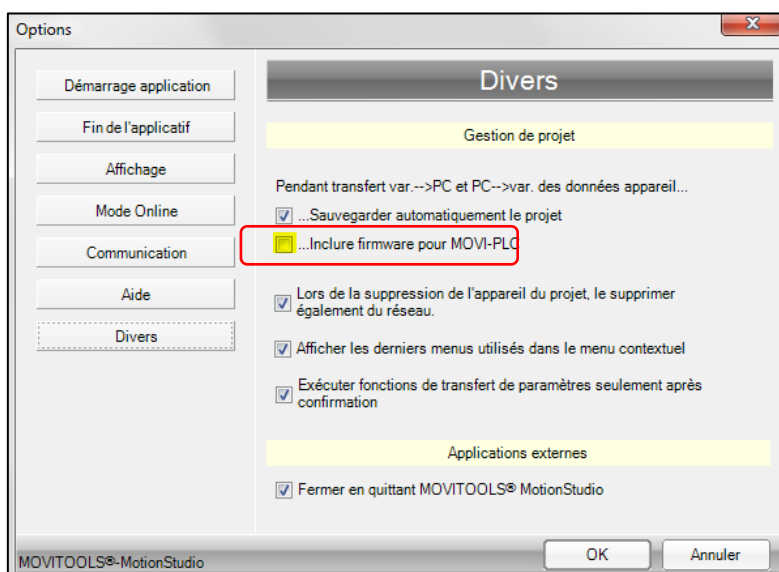 Options
Démarrage application
Fin de l'applicatif
Affichage
Mode Online
Communication
Aide
Divers
Divers
Gestion de projet
Pendant transfert var.-->PC et PC-->var. des données appareil...
...Sauvegarder automatiquement le projet
...Inclure firmware pour MOVI-PLC
Lors de la suppression de l'appareil du projet, le supprimer
également du réseau.
Afficher les derniers menus utilisés dans le menu contextuel
Exécuter fonctions de transfert de paramètres seulement après
confirmation
Applications externes
Fermer en quittant MOVITOOLS® MotionStudio
MOVITOOLS®-MotionStudio
OK
Annuler